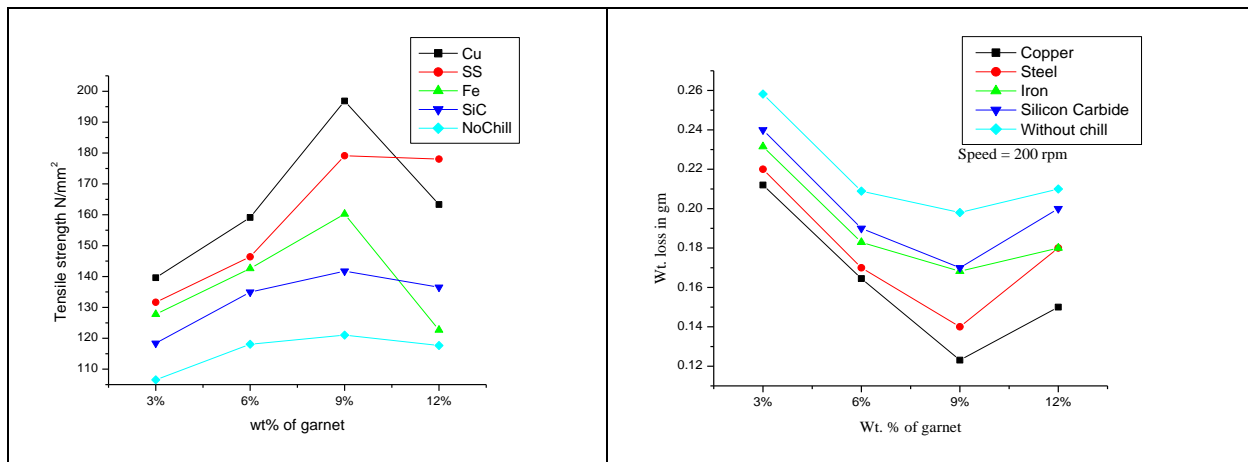 Cu
SS
Fe
SiC
NoChill
200
190
180
170
160
150
140
130
120
110
Tensile strength N/mm²
3%
6%
9%
12%
wt% of garnet
Copper
Steel
Iron
Silicon Carbide
Without chill
Speed = 200 rpm
0.26
0.24
0.22
0.20
0.18
0.16
0.14
0.12
Wt. loss in gm
3%
6%
9%
12%
Wt. % of garnet